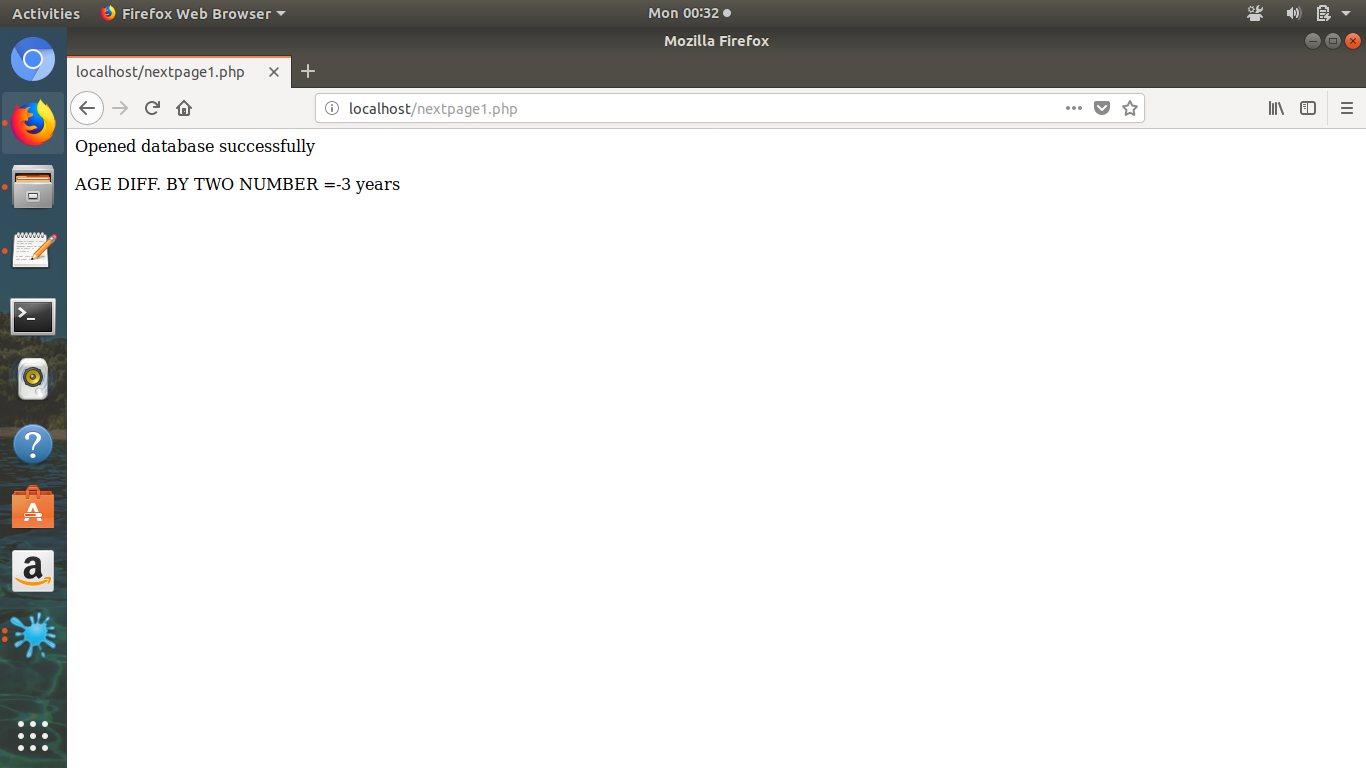 Activities Firefox Web Browser Mon 00:32
Mozilla Firefox
localhost/nextpage1.php
localhost/nextpage1.php
Opened database successfully
AGE DIFF. BY TWO NUMBER =-3 years